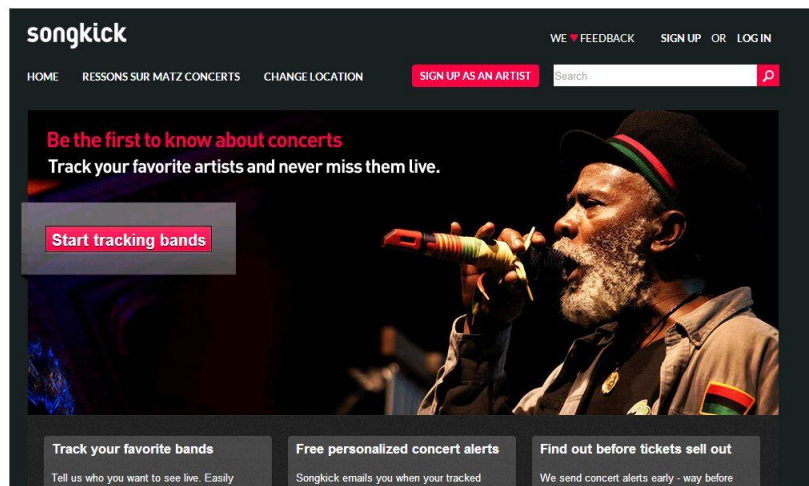 songkick
WE ♥ FEEDBACK SIGN UP OR LOG IN
HOME RESSONS SUR MATZ CONCERTS CHANGE LOCATION SIGN UP AS AN ARTIST Search
Be the first to know about concerts
Track your favorite artists and never miss them live.
Start tracking bands
Track your favorite bands
Tell us who you want to see live. Easily
Free personalized concert alerts
Songkick emails you when your tracked
Find out before tickets sell out
We send concert alerts early - way before